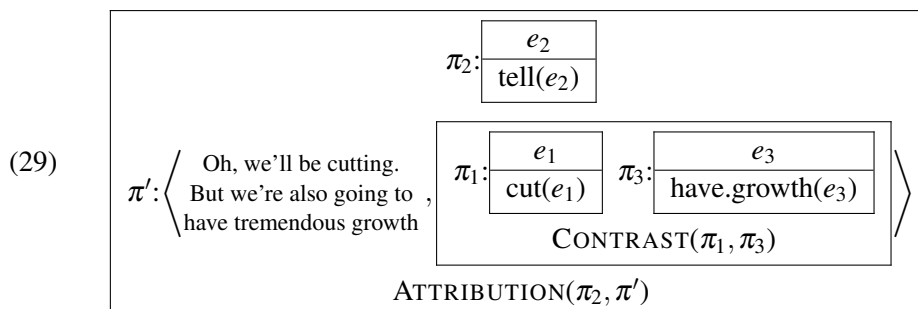 e₂
π₂:
tell(e₂)
(29)
π′: ⟨ Oh, we'll be cutting.
But we're also going to
have tremendous growth ,
π₁: e₁
cut(e₁)
π₃: e₃
have.growth(e₃) ⟩
CONTRAST(π₁, π₃)
ATTRIBUTION(π₂, π′)